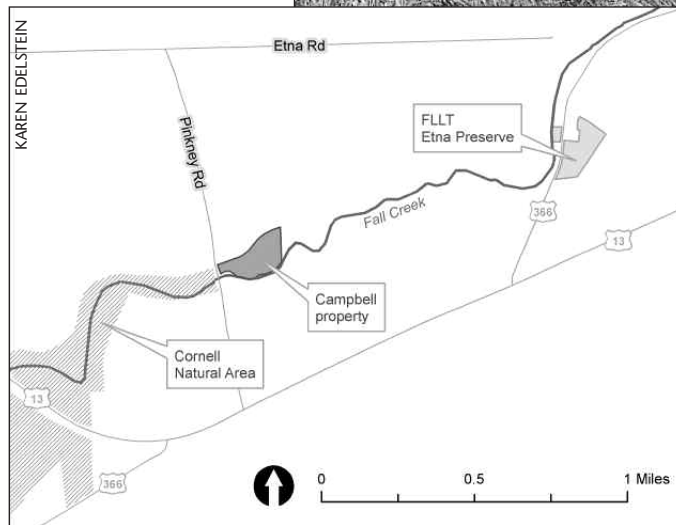 KAREN EDELSTEIN
Etna Rd
Pinkney Rd
FLLT
Etna Preserve
Fall Creek
366
13
Campbell
property
Cornell
Natural Area
13
366
0
0.5
1 Miles